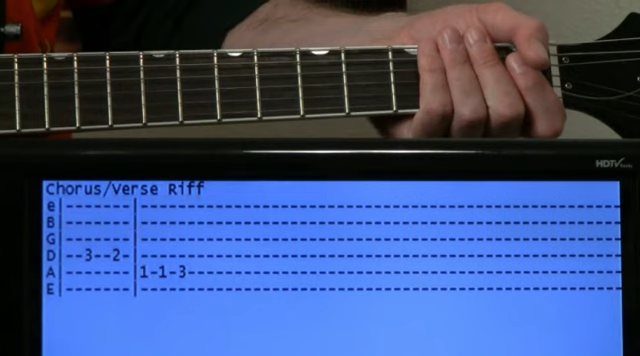 HDTV
Chorus/Verse Riff
e|-------|------------------------------------------------
B|-------|------------------------------------------------
G|-------|------------------------------------------------
D|--3--2-|------------------------------------------------
A|-------|1-1-3-------------------------------------------
E|-------|------------------------------------------------